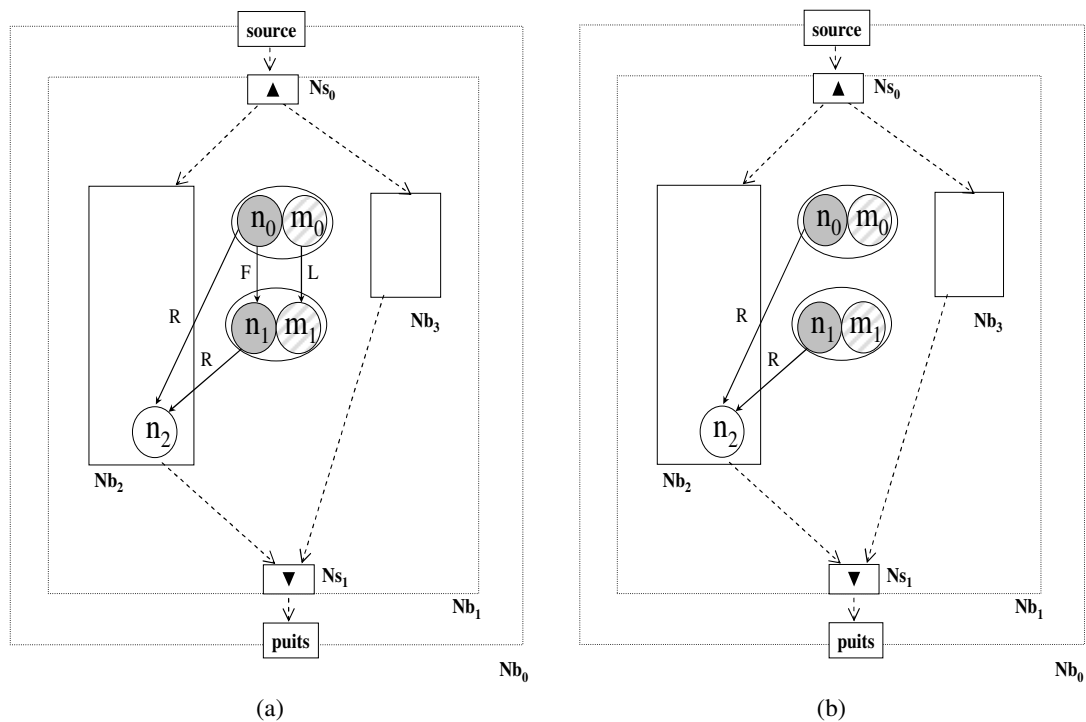 source
▲ Ns0
n0 m0
F L
R
n1 m1
Nb3
R
n2
Nb2
▼ Ns1
Nb1
puits
Nb0
(a)
source
▲ Ns0
n0 m0
R
n1 m1
Nb3
R
n2
Nb2
▼ Ns1
Nb1
puits
Nb0
(b)